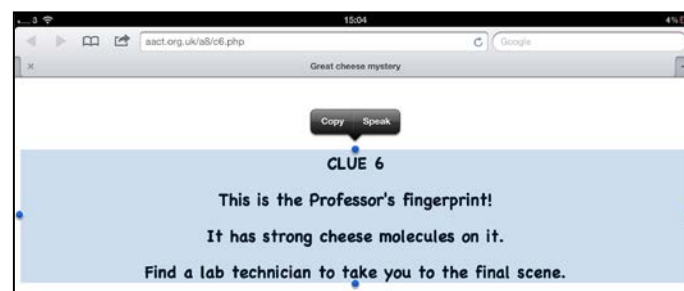 3 15:04 4%
aact.org.uk/a8/c6.php Google
Great cheese mystery
Copy Speak
CLUE 6
This is the Professor's fingerprint!
It has strong cheese molecules on it.
Find a lab technician to take you to the final scene.